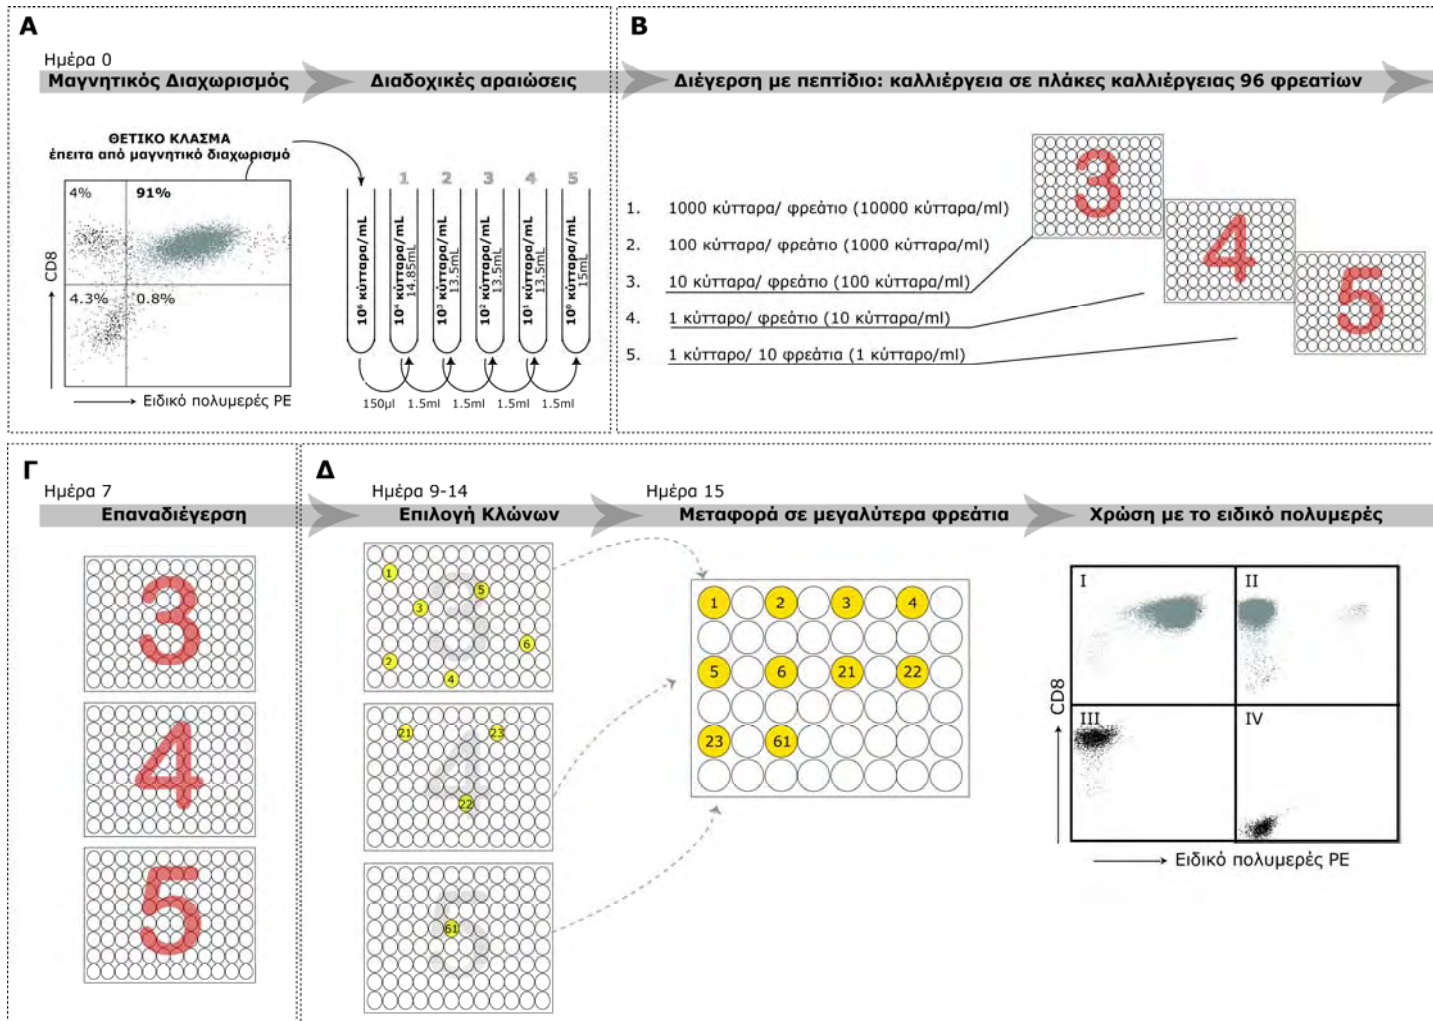 Α
Ημέρα 0
Μαγνητικός Διαχωρισμός
Διαδοχικές αραιώσεις
ΘΕΤΙΚΟ ΚΛΑΣΜΑ
έπειτα από μαγνητικό διαχωρισμό
4%
91%
4.3%
0.8%
CD8
Ειδικό πολυμερές PE
1
2
3
4
5
10⁶ κύτταρα/mL
10⁴ κύτταρα/mL
14.85mL
10³ κύτταρα/mL
13.5mL
10² κύτταρα/mL
13.5mL
10¹ κύτταρα/mL
13.5mL
10⁰ κύτταρα/mL
15mL
150μl
1.5ml
1.5ml
1.5ml
1.5ml
Β
Διέγερση με πεπτίδιο: καλλιέργεια σε πλάκες καλλιέργειας 96 φρεατίων
1. 1000 κύτταρα/ φρεάτιο (10000 κύτταρα/ml)
2. 100 κύτταρα/ φρεάτιο (1000 κύτταρα/ml)
3. 10 κύτταρα/ φρεάτιο (100 κύτταρα/ml)
4. 1 κύτταρο/ φρεάτιο (10 κύτταρα/ml)
5. 1 κύτταρο/ 10 φρεάτια (1 κύτταρο/ml)
3
4
5
Γ
Ημέρα 7
Επαναδιέγερση
3
4
5
Δ
Ημέρα 9-14
Επιλογή Κλώνων
3
1
5
3
6
2
4
4
21
23
22
5
61
Ημέρα 15
Μεταφορά σε μεγαλύτερα φρεάτια
1 2 3 4
5 6 21 22
23 61
Χρώση με το ειδικό πολυμερές
I
II
III
IV
CD8
Ειδικό πολυμερές PE